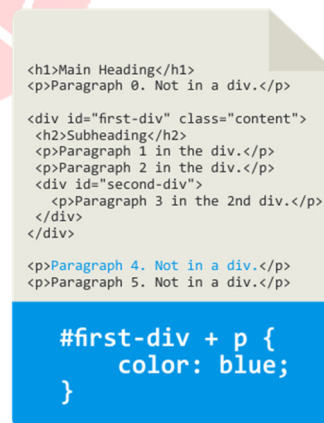 <h1>Main Heading</h1>
<p>Paragraph 0. Not in a div.</p>
<div id="first-div" class="content">
<h2>Subheading</h2>
<p>Paragraph 1 in the div.</p>
<p>Paragraph 2 in the div.</p>
<div id="second-div">
<p>Paragraph 3 in the 2nd div.</p>
</div>
</div>
<p>Paragraph 4. Not in a div.</p>
<p>Paragraph 5. Not in a div.</p>
#first-div + p {
color: blue;
}